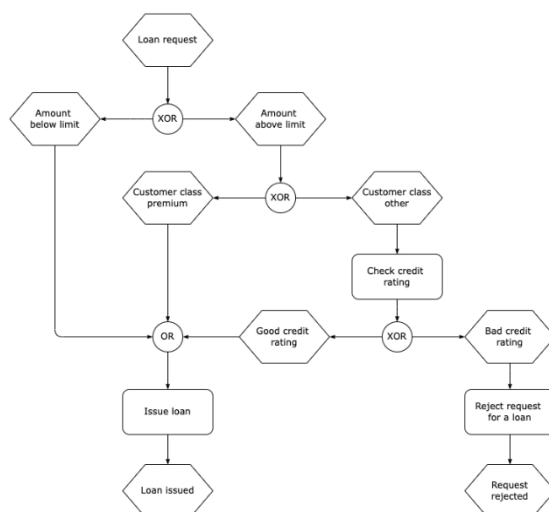 Loan request
Amount
below limit
XOR
Amount
above limit
Customer class
premium
XOR
Customer class
other
Check credit
rating
OR
Good credit
rating
XOR
Bad credit
rating
Issue loan
Reject request
for a loan
Loan issued
Request
rejected